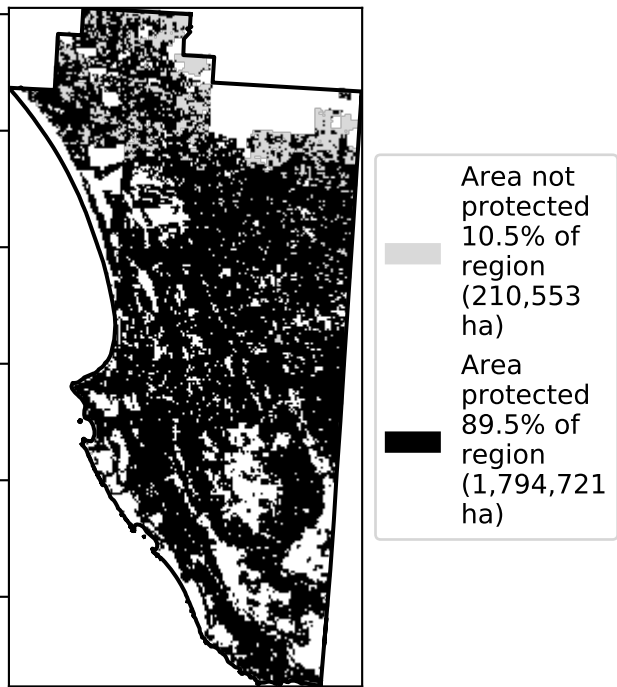 Area not
protected
10.5% of
region
(210,553
ha)
Area
protected
89.5% of
region
(1,794,721
ha)